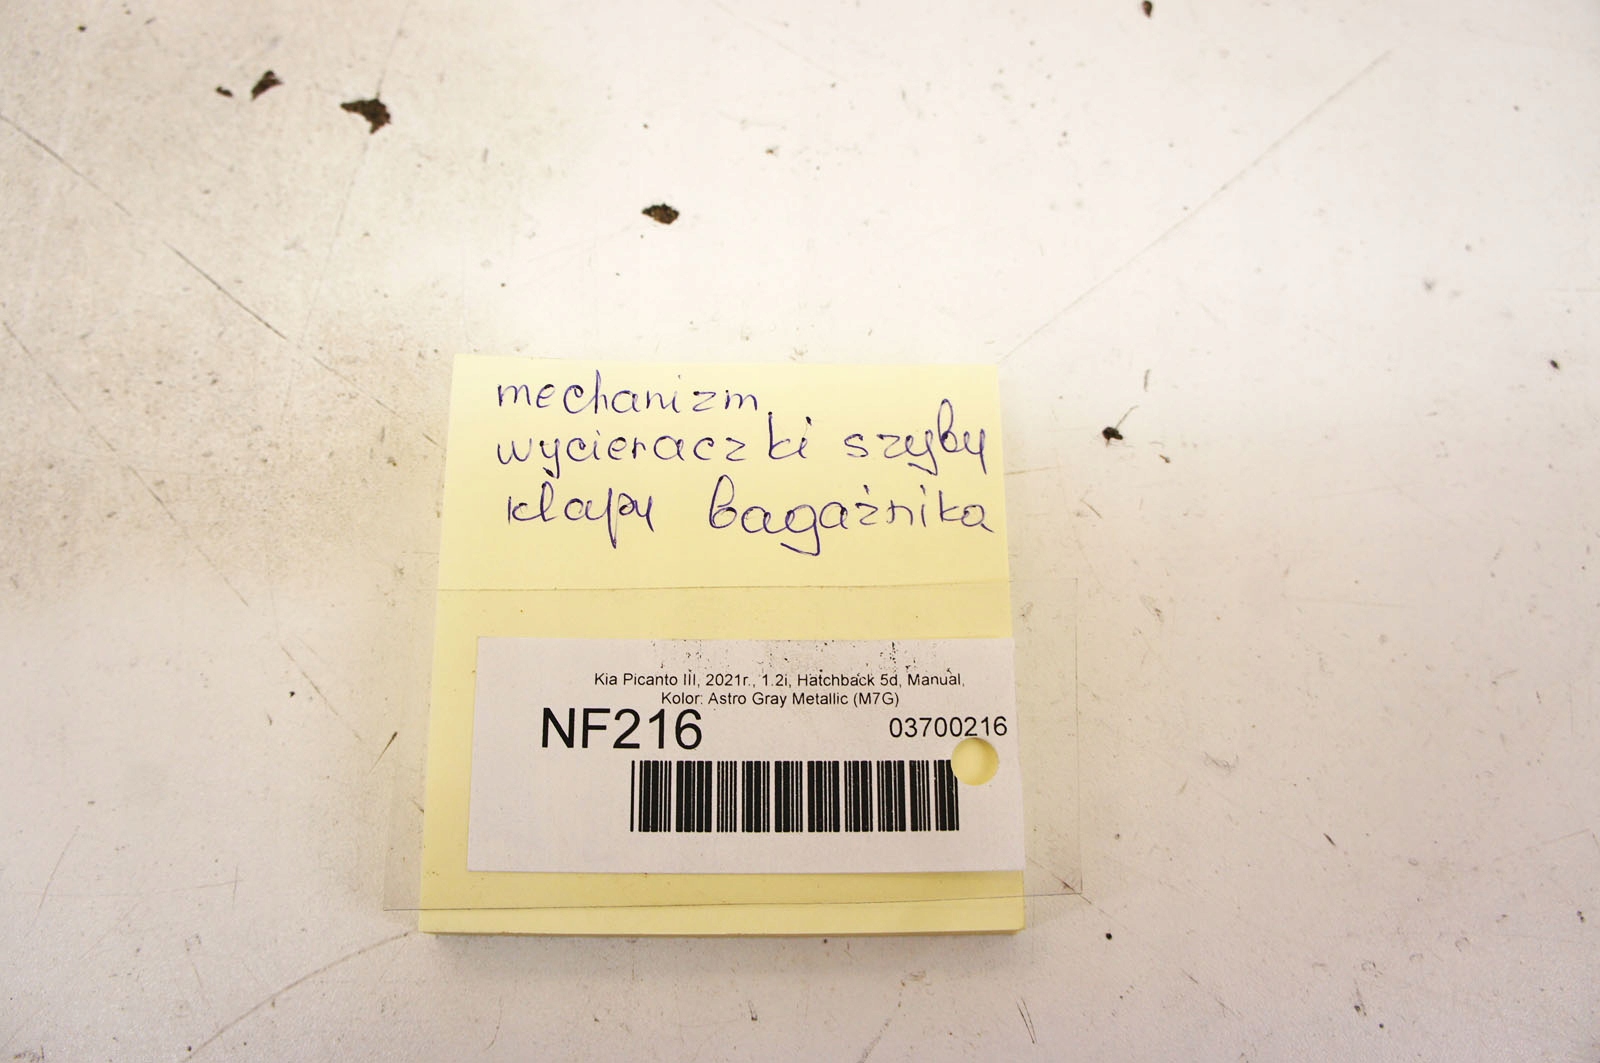 mechanizm
wycieraczki szyby
klapy bagażnika
Kia Picanto III, 2021r., 1.2i, Hatchback 5d, Manual,
Kolor: Astro Gray Metallic (M7G)
NF216 03700216